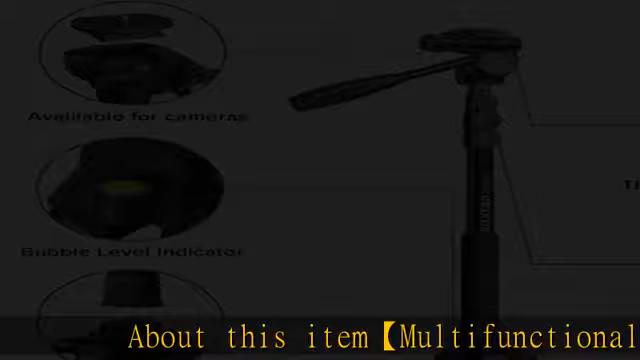 Available for cameras
Bubble Level Indicator
About this item【Multifunctional